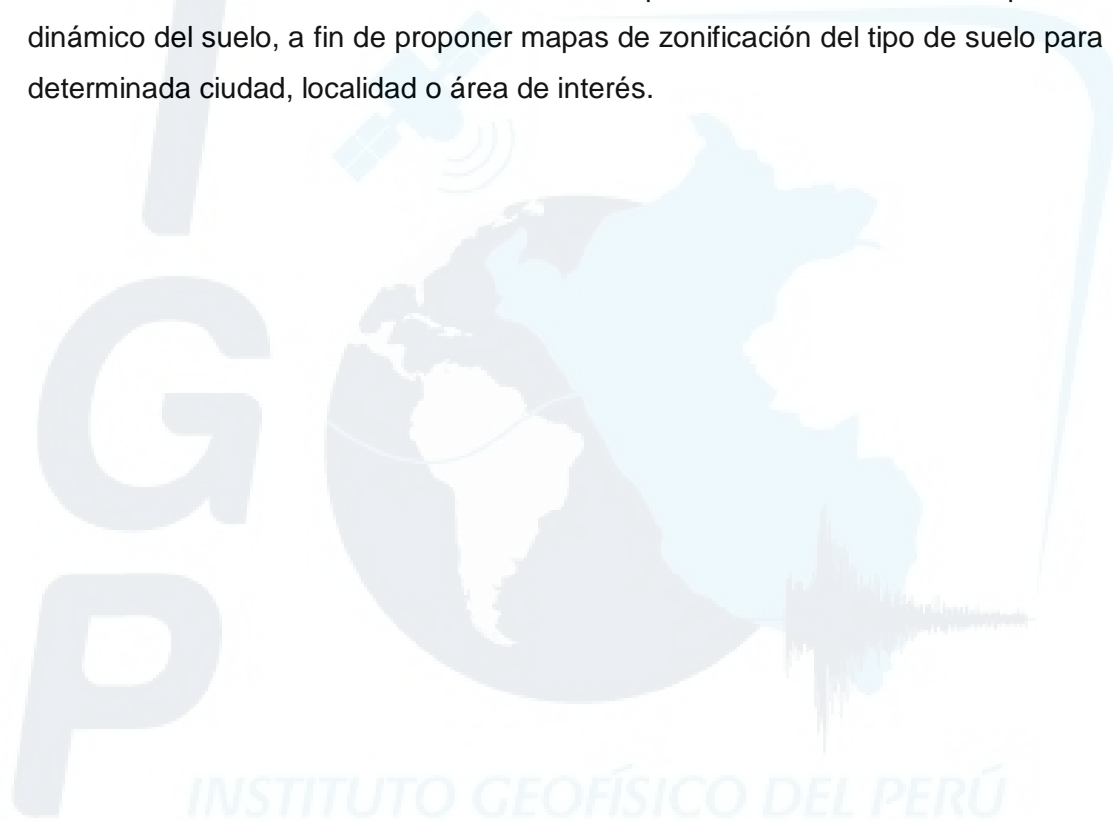 dinámico del suelo, a fin de proponer mapas de zonificación del tipo de suelo para
determinada ciudad, localidad o área de interés.
I
G
P
INSTITUTO GEOFÍSICO DEL PERÚ